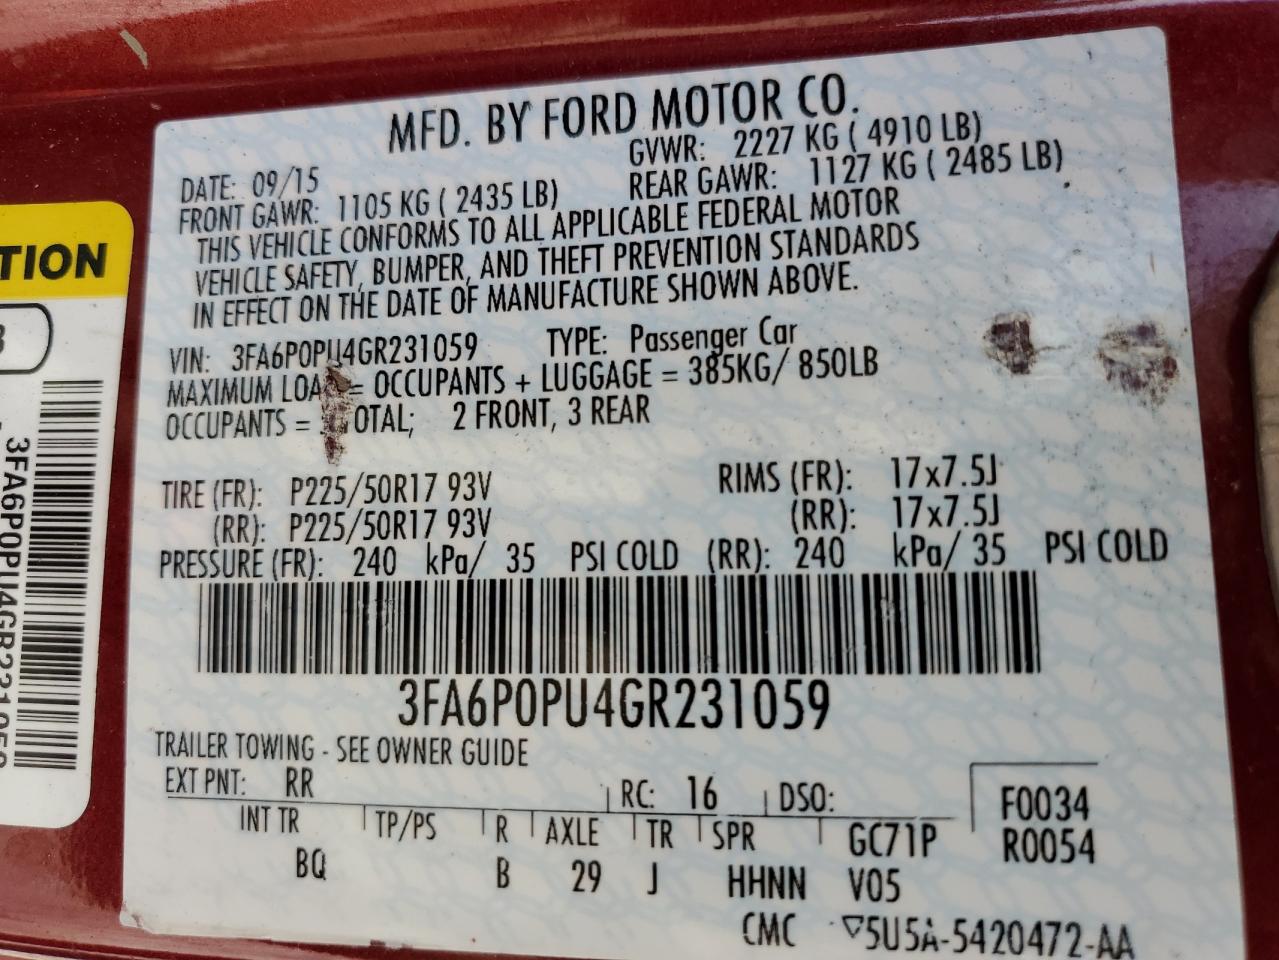 MFD. BY FORD MOTOR CO.
DATE: 09/15 GVWR: 2227 KG ( 4910 LB)
FRONT GAWR: 1105 KG ( 2435 LB) REAR GAWR: 1127 KG ( 2485 LB)
THIS VEHICLE CONFORMS TO ALL APPLICABLE FEDERAL MOTOR
VEHICLE SAFETY, BUMPER, AND THEFT PREVENTION STANDARDS
IN EFFECT ON THE DATE OF MANUFACTURE SHOWN ABOVE.
VIN: 3FA6P0PU4GR231059 TYPE: Passenger Car
MAXIMUM = OCCUPANTS + LUGGAGE = 385KG/ 850LB
OCCUPANTS = 2 FRONT, 3 REAR
TIRE (FR): P225/50R17 93V RIMS (FR): 17x7.5J
(RR): P225/50R17 93V (RR): 17x7.5J
PRESSURE (FR): 240 kPa/ 35 PSI COLD (RR): 240 kPa/ 35 PSI COLD
3FA6P0PU4GR231059
TRAILER TOWING - SEE OWNER GUIDE
EXT PNT: RR RC: 16 DSO: F0034
INT TR TP/PS R AXLE TR SPR GC71P R0054
BQ B 29 J HHNN V05
CMC ▽5U5A-5420472-AA
TION
3FA6P0PU4GR231059